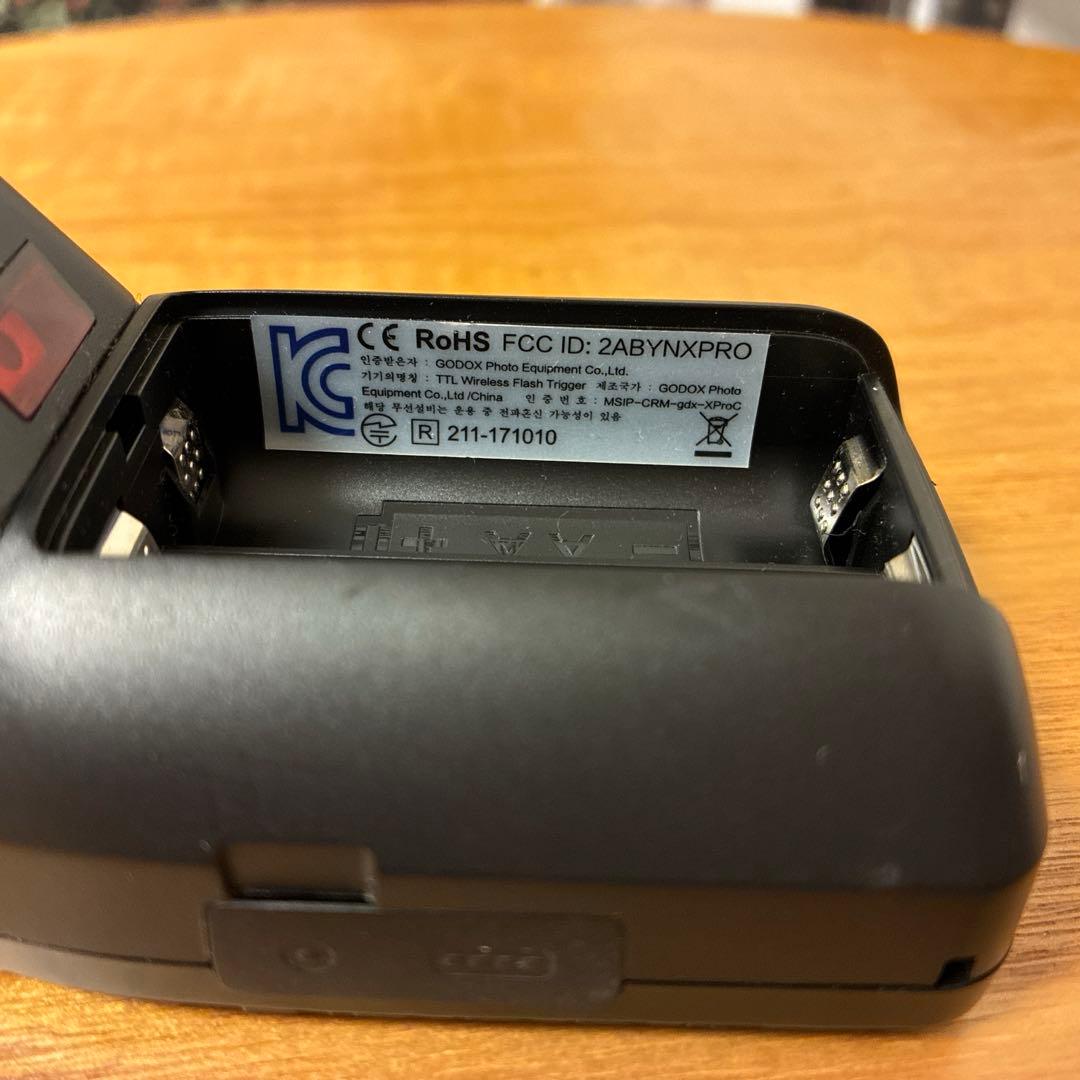 KC CE RoHS FCC ID: 2ABYNXPRO
인증받은자 : GODOX Photo Equipment Co.,Ltd.
기기의명칭 : TTL Wireless Flash Trigger 제조국가 : GODOX Photo
Equipment Co.,Ltd /China 인 증 번 호 : MSIP-CRM-gdx-XProC
해당 무선설비는 운용 중 전파혼신 가능성이 있음
R 211-171010
+ AA −